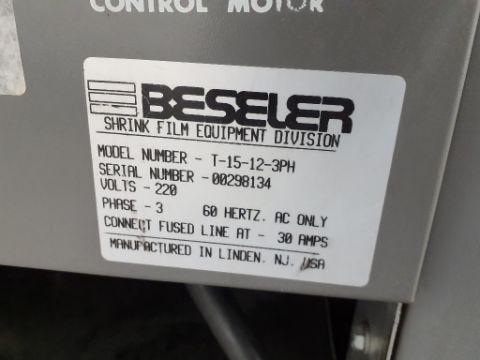 CONTROL MOTOR
BESELER
SHRINK FILM EQUIPMENT DIVISION
MODEL NUMBER - T-15-12-3PH
SERIAL NUMBER -00298134
VOLTS -220
PHASE -3 60 HERTZ. AC ONLY
CONNECT FUSED LINE AT - 30 AMPS
MANUFACTURED IN LINDEN. NJ. USA